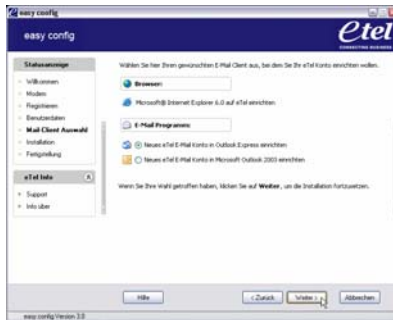 easy config
easy config
etel
CONNECTING BUSINESS
Statusanzeige
Willkommen
Modem
Registrieren
Benutzerdaten
Mail Client Auswahl
Installation
Fertigstellung
eTel Info
Support
Info über
Wählen Sie hier Ihren gewünschten E-Mail Client aus, bei dem Sie Ihr eTel Konto einrichten wollen.
Browser:
Microsoft® Internet Explorer 6.0 auf eTel einrichten
E-Mail Programm:
Neues eTel E-Mail Konto in Outlook Express einrichten
Neues eTel E-Mail Konto in Microsoft Outlook 2003 einrichten
Wenn Sie Ihre Wahl getroffen haben, klicken Sie auf Weiter, um die Installation fortzusetzen.
Hilfe
< Zurück
Weiter >
Abbrechen
easy config Version 3.0